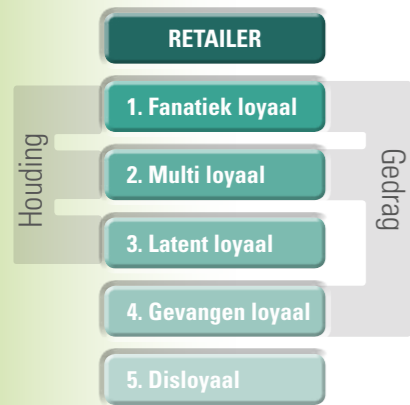 RETAILER
1. Fanatiek loyaal
2. Multi loyaal
3. Latent loyaal
4. Gevangen loyaal
5. Disloyaal
Houding
Gedrag